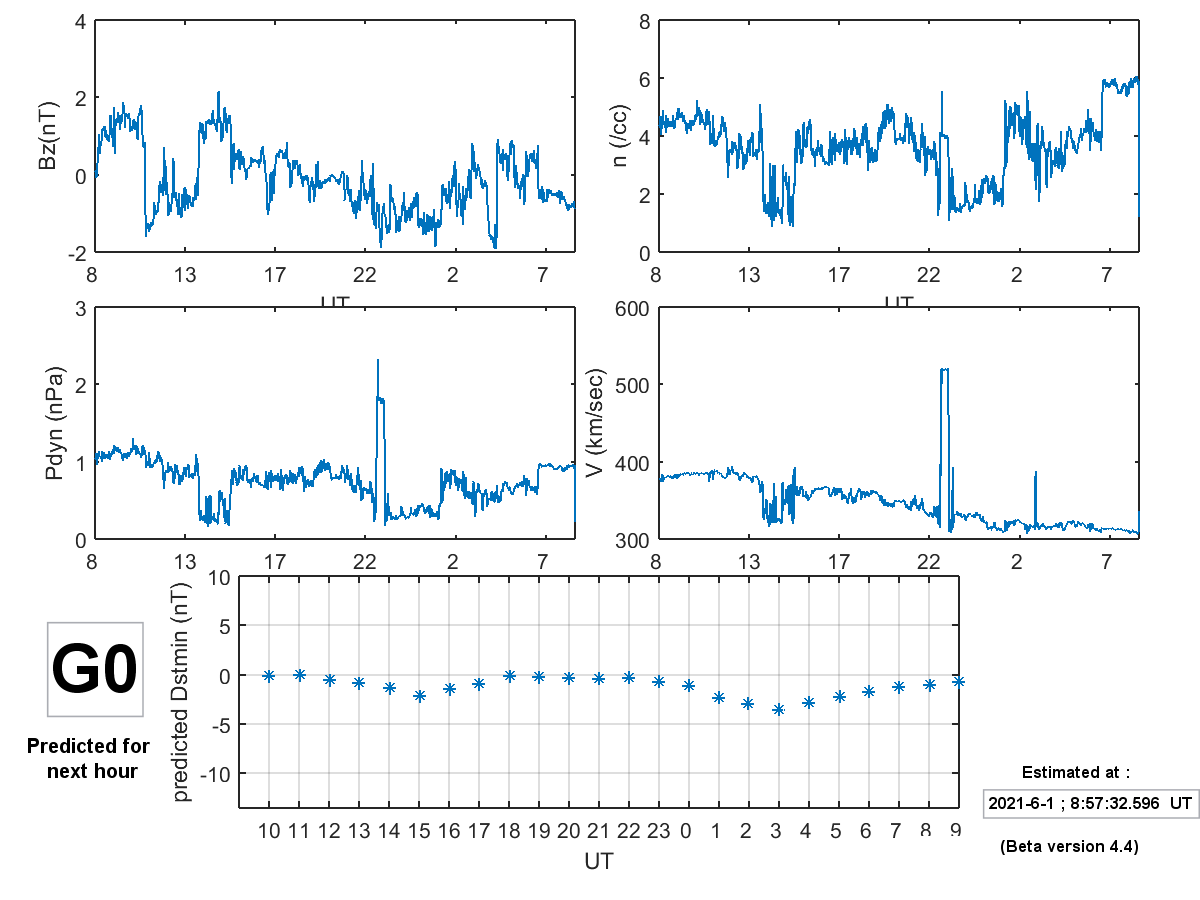 4
2
0
-2
Bz(nT)
8 13 17 22 2 7
UT
8
6
4
2
0
n (/cc)
8 13 17 22 2 7
UT
3
2
1
0
Pdyn (nPa)
8 13 17 22 2 7
600
500
400
300
V (km/sec)
8 13 17 22 2 7
10
5
0
-5
-10
predicted Dstmin (nT)
10 11 12 13 14 15 16 17 18 19 20 21 22 23 0 1 2 3 4 5 6 7 8 9
UT
G0
Predicted for
next hour
Estimated at :
2021-6-1 ; 8:57:32.596 UT
(Beta version 4.4)